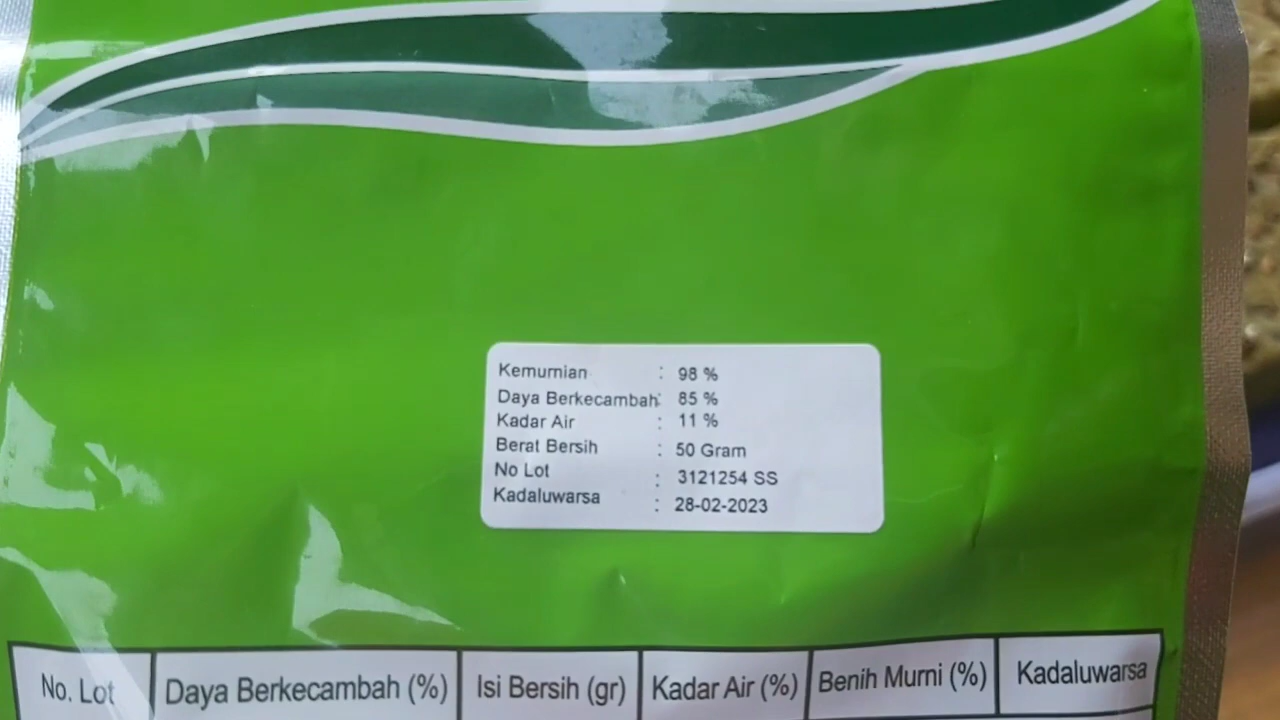 Kemurnian : 98 %
Daya Berkecambah: 85 %
Kadar Air : 11 %
Berat Bersih : 50 Gram
No Lot : 3121254 SS
Kadaluwarsa : 28-02-2023
No. Lot Daya Berkecambah (%) Isi Bersih (gr) Kadar Air (%) Benih Murni (%) Kadaluwarsa